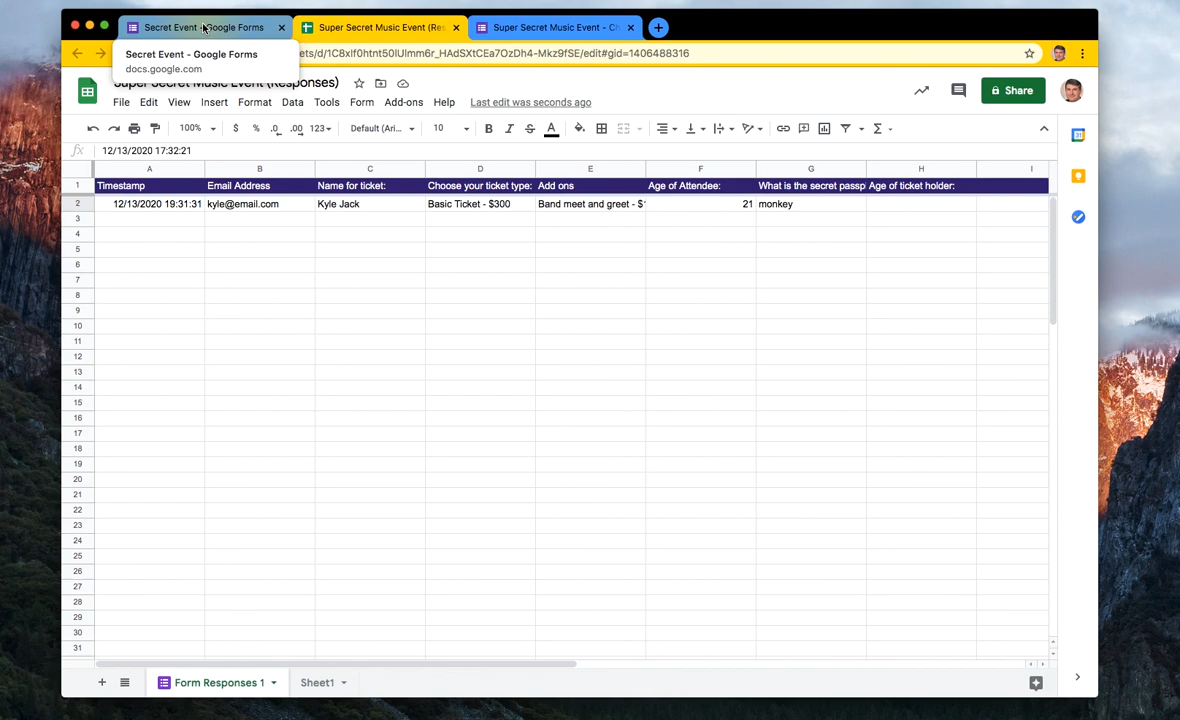 Secret Event - Google Forms
Super Secret Music Event (Res
Super Secret Music Event - Ch
Secret Event - Google Forms
docs.google.com
ets/d/1C8xIf0htnt50IUImm6r_HAdSXtCEa7OzDh4-Mkz9fSE/edit#gid=1406488316
Super Secret Music Event (Responses)
File Edit View Insert Format Data Tools Form Add-ons Help Last edit was seconds ago
Share
100% $ % .0 .00 123 Default (Ari... 10 B I S A
fx 12/13/2020 17:32:21
A B C D E F G H I
1 Timestamp Email Address Name for ticket: Choose your ticket type: Add ons Age of Attendee: What is the secret passp Age of ticket holder:
2 12/13/2020 19:31:31 kyle@email.com Kyle Jack Basic Ticket - $300 Band meet and greet - $ 21 monkey
3
4
5
6
7
8
9
10
11
12
13
14
15
16
17
18
19
20
21
22
23
24
25
26
27
28
29
30
31
Form Responses 1 Sheet1